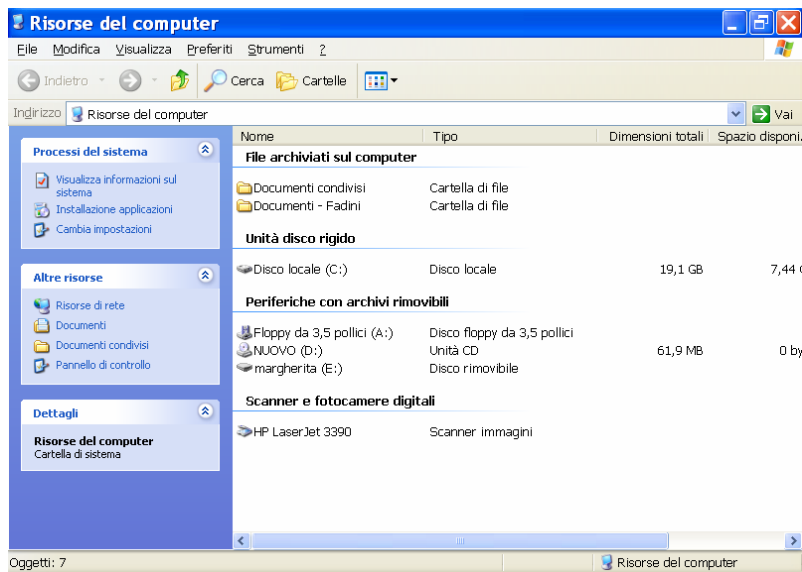 Risorse del computer
File Modifica Visualizza Preferiti Strumenti ?
Indietro Cerca Cartelle
Indirizzo Risorse del computer Vai
Processi del sistema
Visualizza informazioni sul
sistema
Installazione applicazioni
Cambia impostazioni
Altre risorse
Risorse di rete
Documenti
Documenti condivisi
Pannello di controllo
Dettagli
Risorse del computer
Cartella di sistema
Nome Tipo Dimensioni totali Spazio disponi.
File archiviati sul computer
Documenti condivisi Cartella di file
Documenti - Fadini Cartella di file
Unità disco rigido
Disco locale (C:) Disco locale 19,1 GB 7,44
Periferiche con archivi rimovibili
Floppy da 3,5 pollici (A:) Disco floppy da 3,5 pollici
NUOVO (D:) Unità CD 61,9 MB 0 by
margherita (E:) Disco rimovibile
Scanner e fotocamere digitali
HP LaserJet 3390 Scanner immagini
Oggetti: 7 Risorse del computer